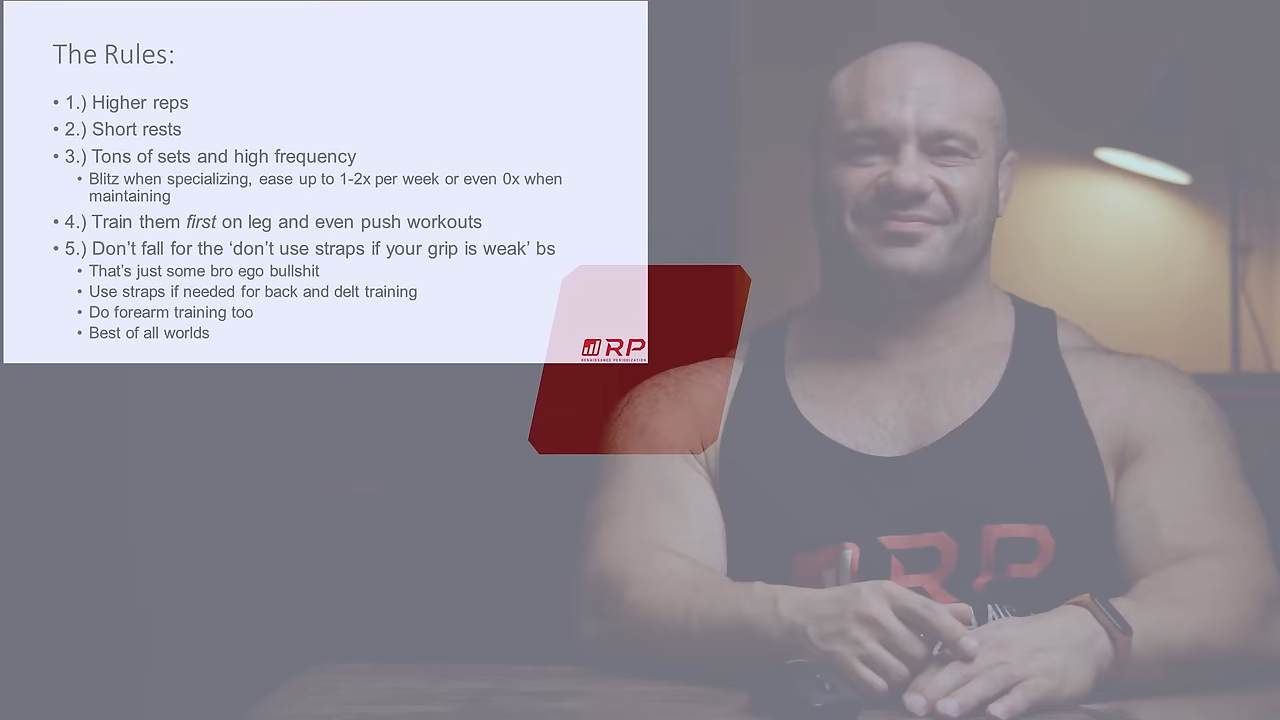 The Rules:
• 1.) Higher reps
• 2.) Short rests
• 3.) Tons of sets and high frequency
• Blitz when specializing, ease up to 1-2x per week or even 0x when
maintaining
• 4.) Train them first on leg and even push workouts
• 5.) Don’t fall for the ‘don’t use straps if your grip is weak’ bs
• That’s just some bro ego bullshit
• Use straps if needed for back and delt training
• Do forearm training too
• Best of all worlds
RP
RENAISSANCE PERIODIZATION
RP